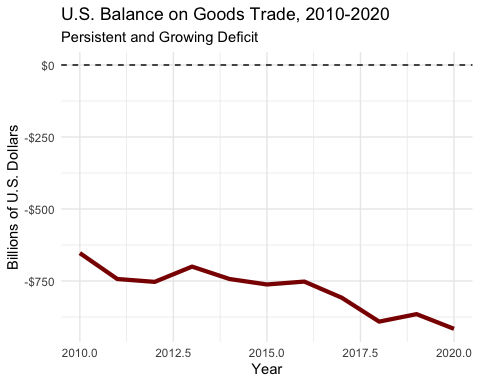 U.S. Balance on Goods Trade, 2010-2020
Persistent and Growing Deficit
$0
-$250
-$500
-$750
Billions of U.S. Dollars
2010.0 2012.5 2015.0 2017.5 2020.0
Year